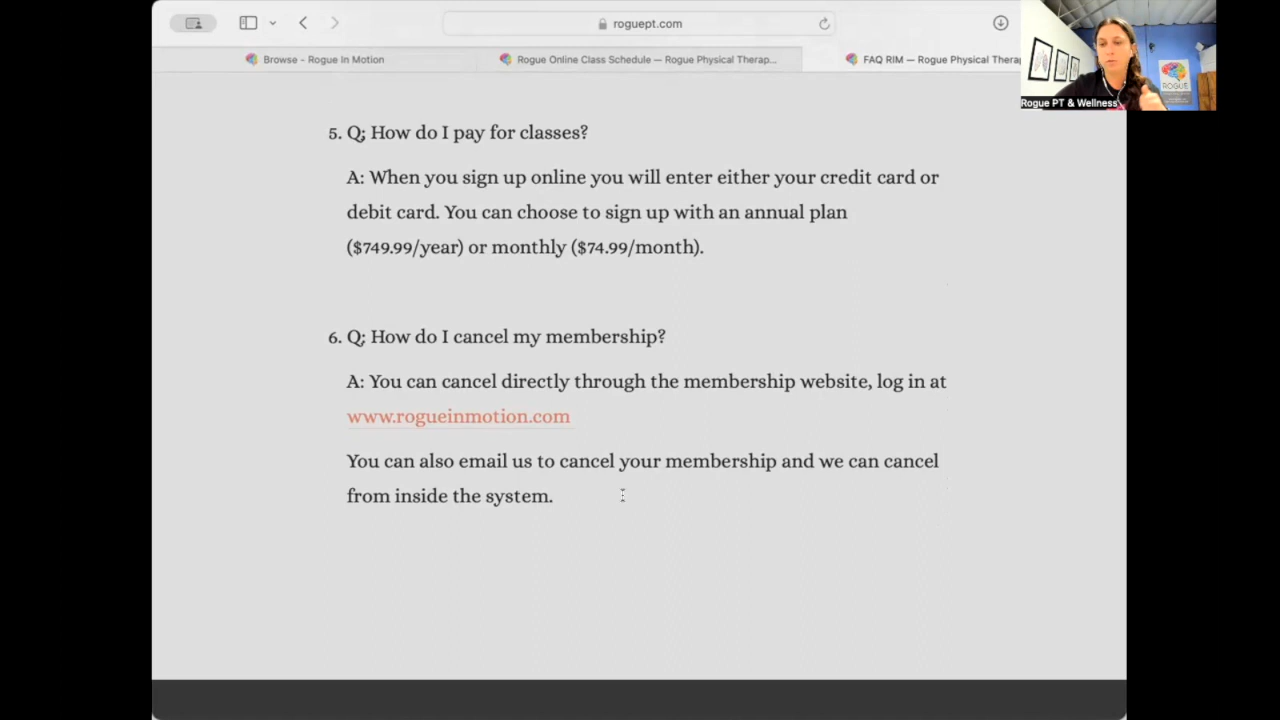 roguept.com
Browse - Rogue In Motion
Rogue Online Class Schedule — Rogue Physical Therap...
FAQ RIM — Rogue Physical Therap
ROGUE
Rogue PT & Wellness
5. Q; How do I pay for classes?
A: When you sign up online you will enter either your credit card or
debit card. You can choose to sign up with an annual plan
($749.99/year) or monthly ($74.99/month).
6. Q; How do I cancel my membership?
A: You can cancel directly through the membership website, log in at
www.rogueinmotion.com
You can also email us to cancel your membership and we can cancel
from inside the system.